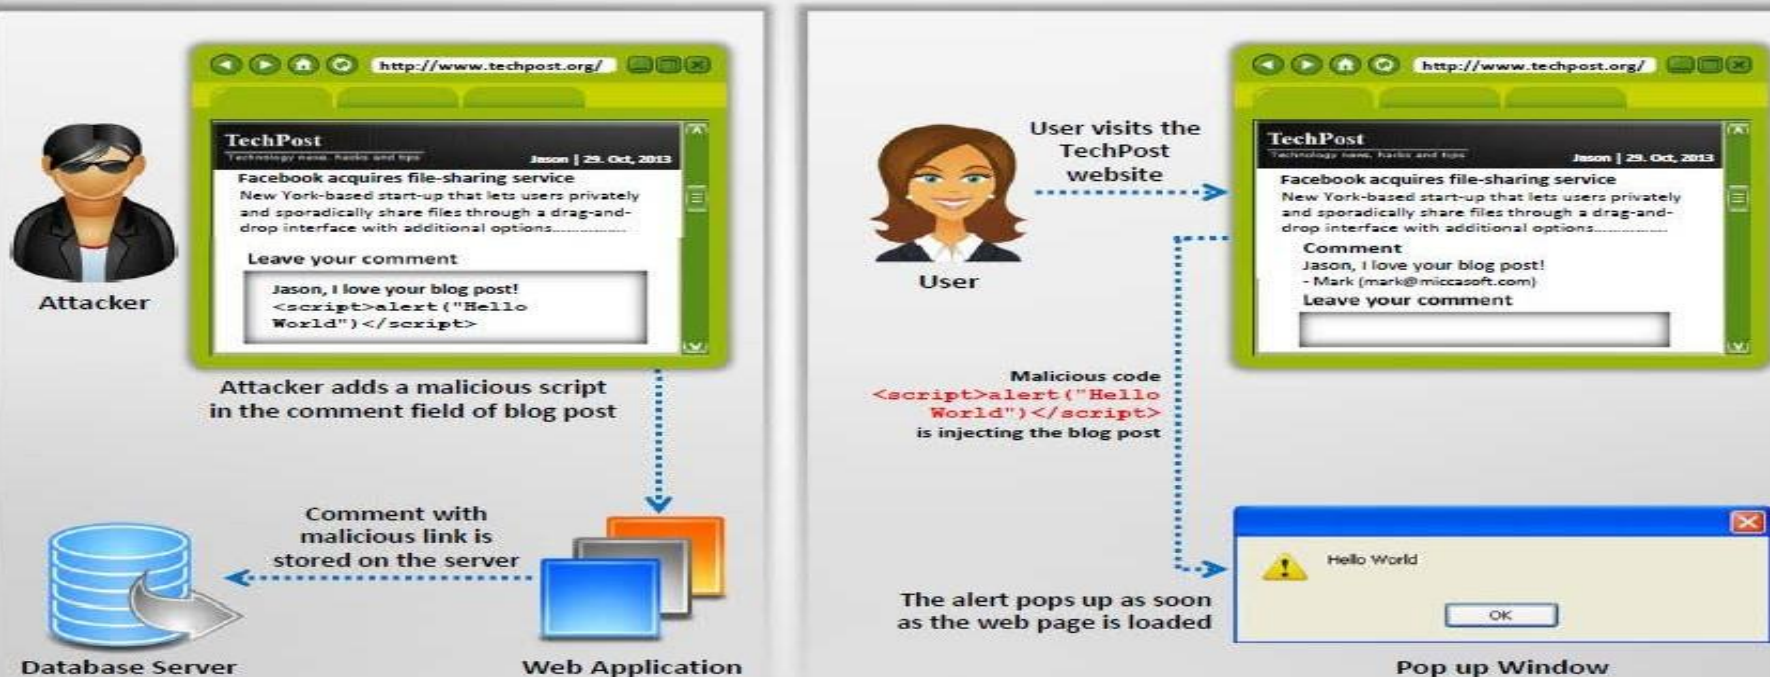 http://www.techpost.org/
TechPost
Technology news, hacks and tips
Jason | 29. Oct, 2013
Facebook acquires file-sharing service
New York-based start-up that lets users privately
and sporadically share files through a drag-and-
drop interface with additional options................
Leave your comment
Jason, I love your blog post!
<script>alert("Hello
World")</script>
Attacker
Attacker adds a malicious script
in the comment field of blog post
Comment with
malicious link is
stored on the server
Database Server
Web Application
User visits the
TechPost
website
User
http://www.techpost.org/
TechPost
Technology news, hacks and tips
Jason | 29. Oct, 2013
Facebook acquires file-sharing service
New York-based start-up that lets users privately
and sporadically share files through a drag-and-
drop interface with additional options................
Comment
Jason, I love your blog post!
- Mark (mark@miccasoft.com)
Leave your comment
Malicious code
<script>alert("Hello
World")</script>
is injecting the blog post
The alert pops up as soon
as the web page is loaded
Hello World
OK
Pop up Window